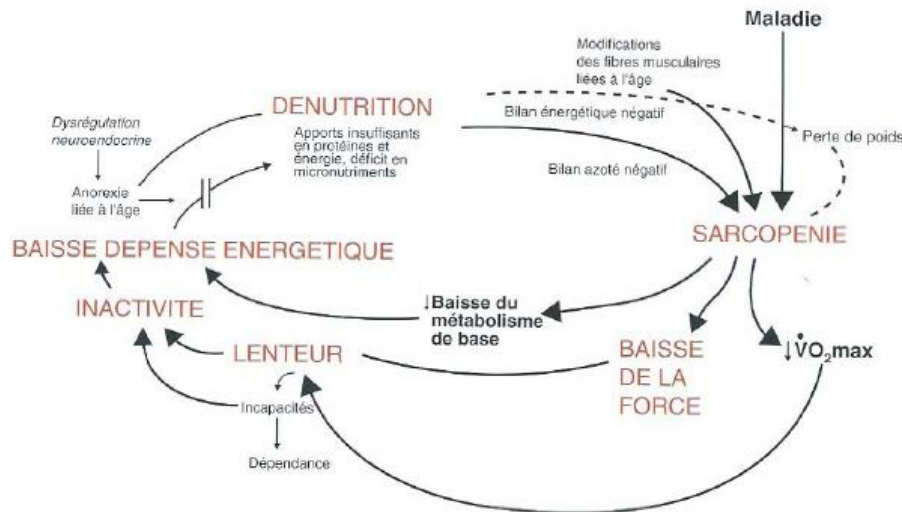 Maladie
Modifications
des fibres musculaires
liées à l'âge
DENUTRITION
Bilan énergétique négatif
Dysrégulation
neuroendocrine
Apports insuffisants
en protéines et
énergie, déficit en
micronutriments
Perte de poids
Bilan azoté négatif
Anorexie
liée à l'âge
SARCOPENIE
BAISSE DEPENSE ENERGETIQUE
INACTIVITE
↓Baisse du
métabolisme
de base
LENTEUR
BAISSE
DE LA
FORCE
↓V̇O₂max
Incapacités
Dépendance